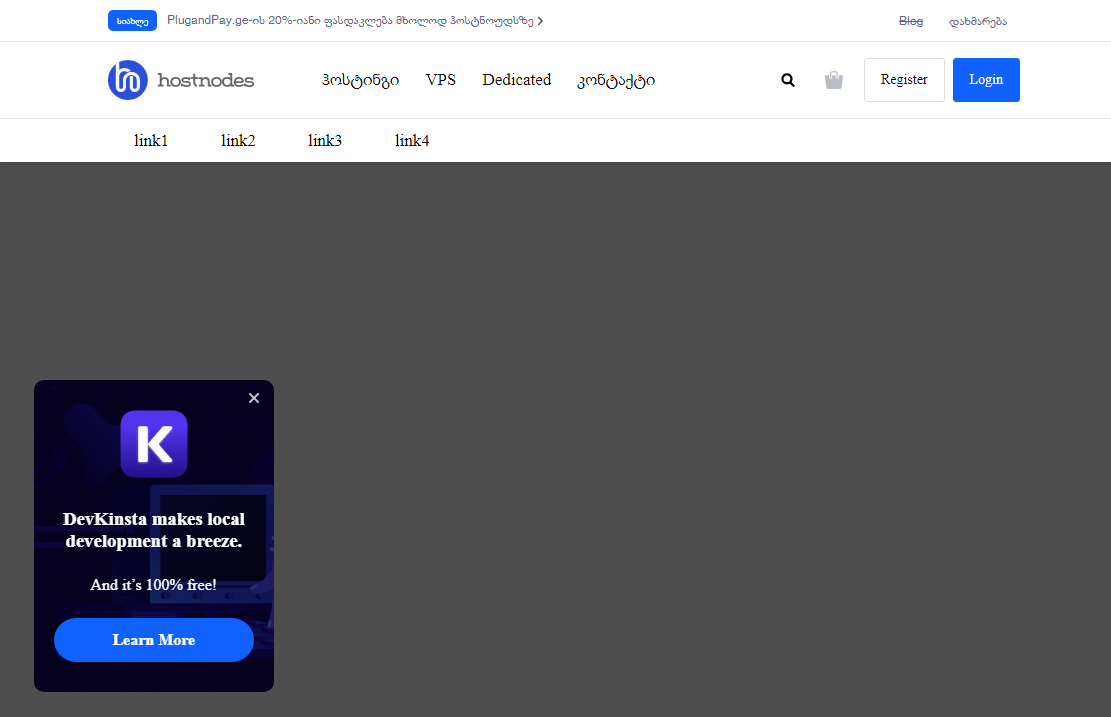 სიახლე PlugandPay.ge-ის 20%-იანი ფასდაკლება მხოლოდ ჰოსტნოუდსზე
Blog დახმარება
hostnodes
ჰოსტინგი VPS Dedicated კონტაქტი
Register Login
link1 link2 link3 link4
K
DevKinsta makes local
development a breeze.
And it’s 100% free!
Learn More